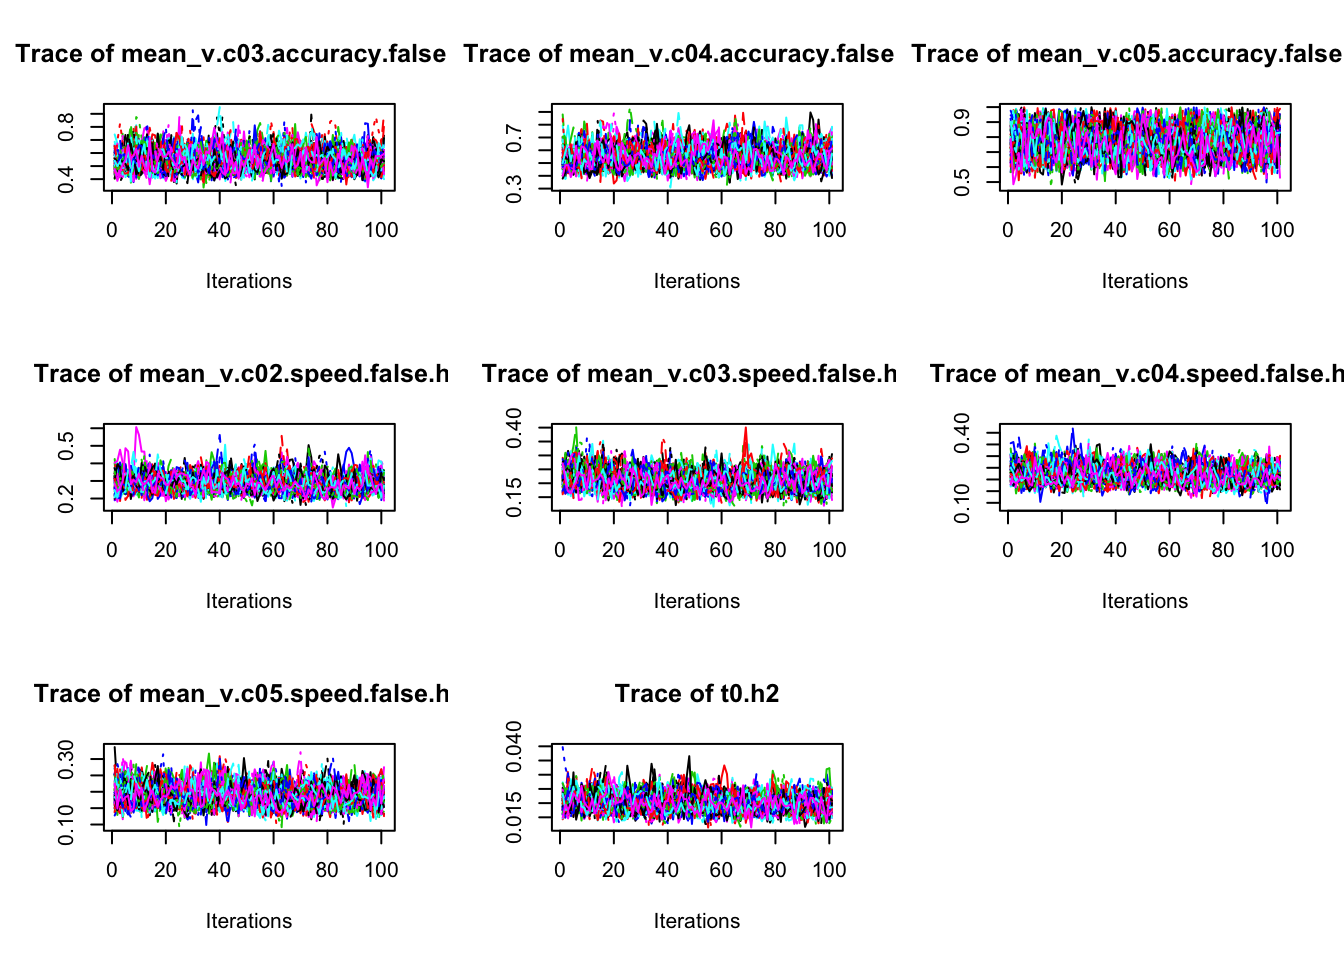 Trace of mean_v.c03.accuracy.false
Trace of mean_v.c04.accuracy.false
Trace of mean_v.c05.accuracy.false
0.4 0.8
0.3 0.7
0.5 0.9
0 20 40 60 80 100
0 20 40 60 80 100
0 20 40 60 80 100
Iterations
Iterations
Iterations
Trace of mean_v.c02.speed.false.h
Trace of mean_v.c03.speed.false.h
Trace of mean_v.c04.speed.false.h
0.2 0.5
0.15 0.40
0.10 0.40
0 20 40 60 80 100
0 20 40 60 80 100
0 20 40 60 80 100
Iterations
Iterations
Iterations
Trace of mean_v.c05.speed.false.h
Trace of t0.h2
0.10 0.30
0.015 0.040
0 20 40 60 80 100
0 20 40 60 80 100
Iterations
Iterations